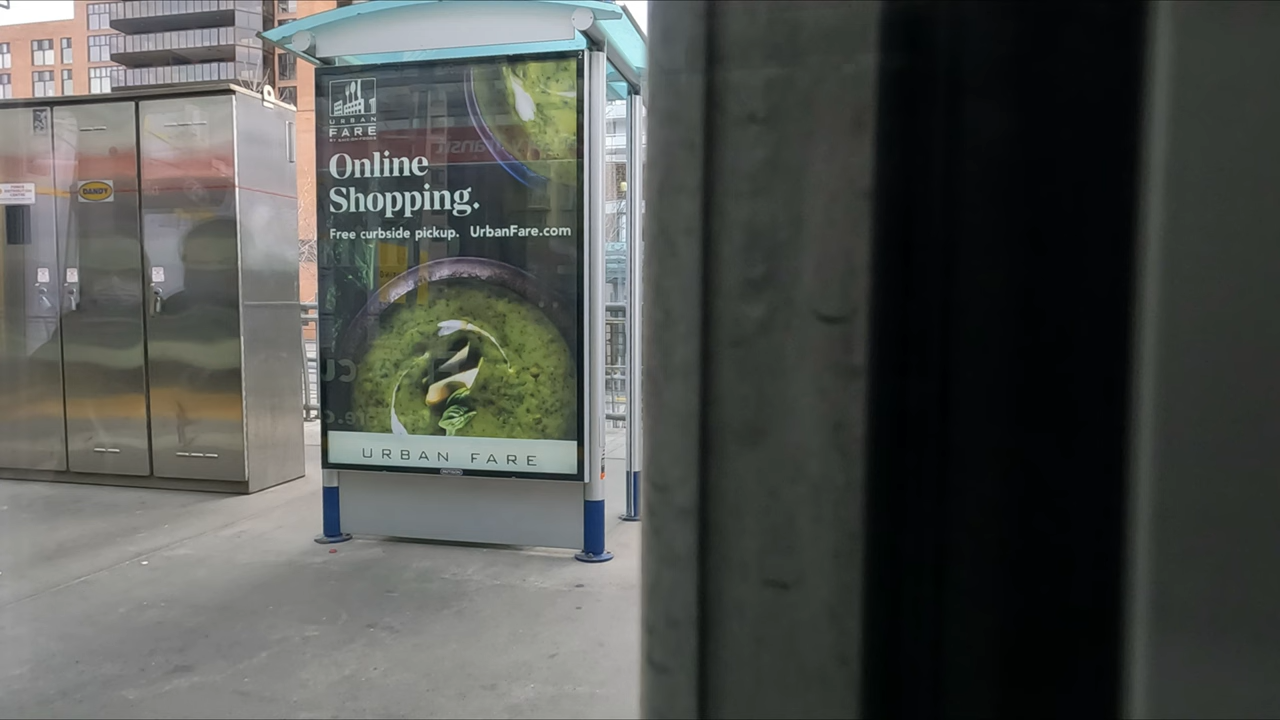 DANDY
URBAN
FARE
Online
Shopping.
Free curbside pickup. UrbanFare.com
URBAN FARE